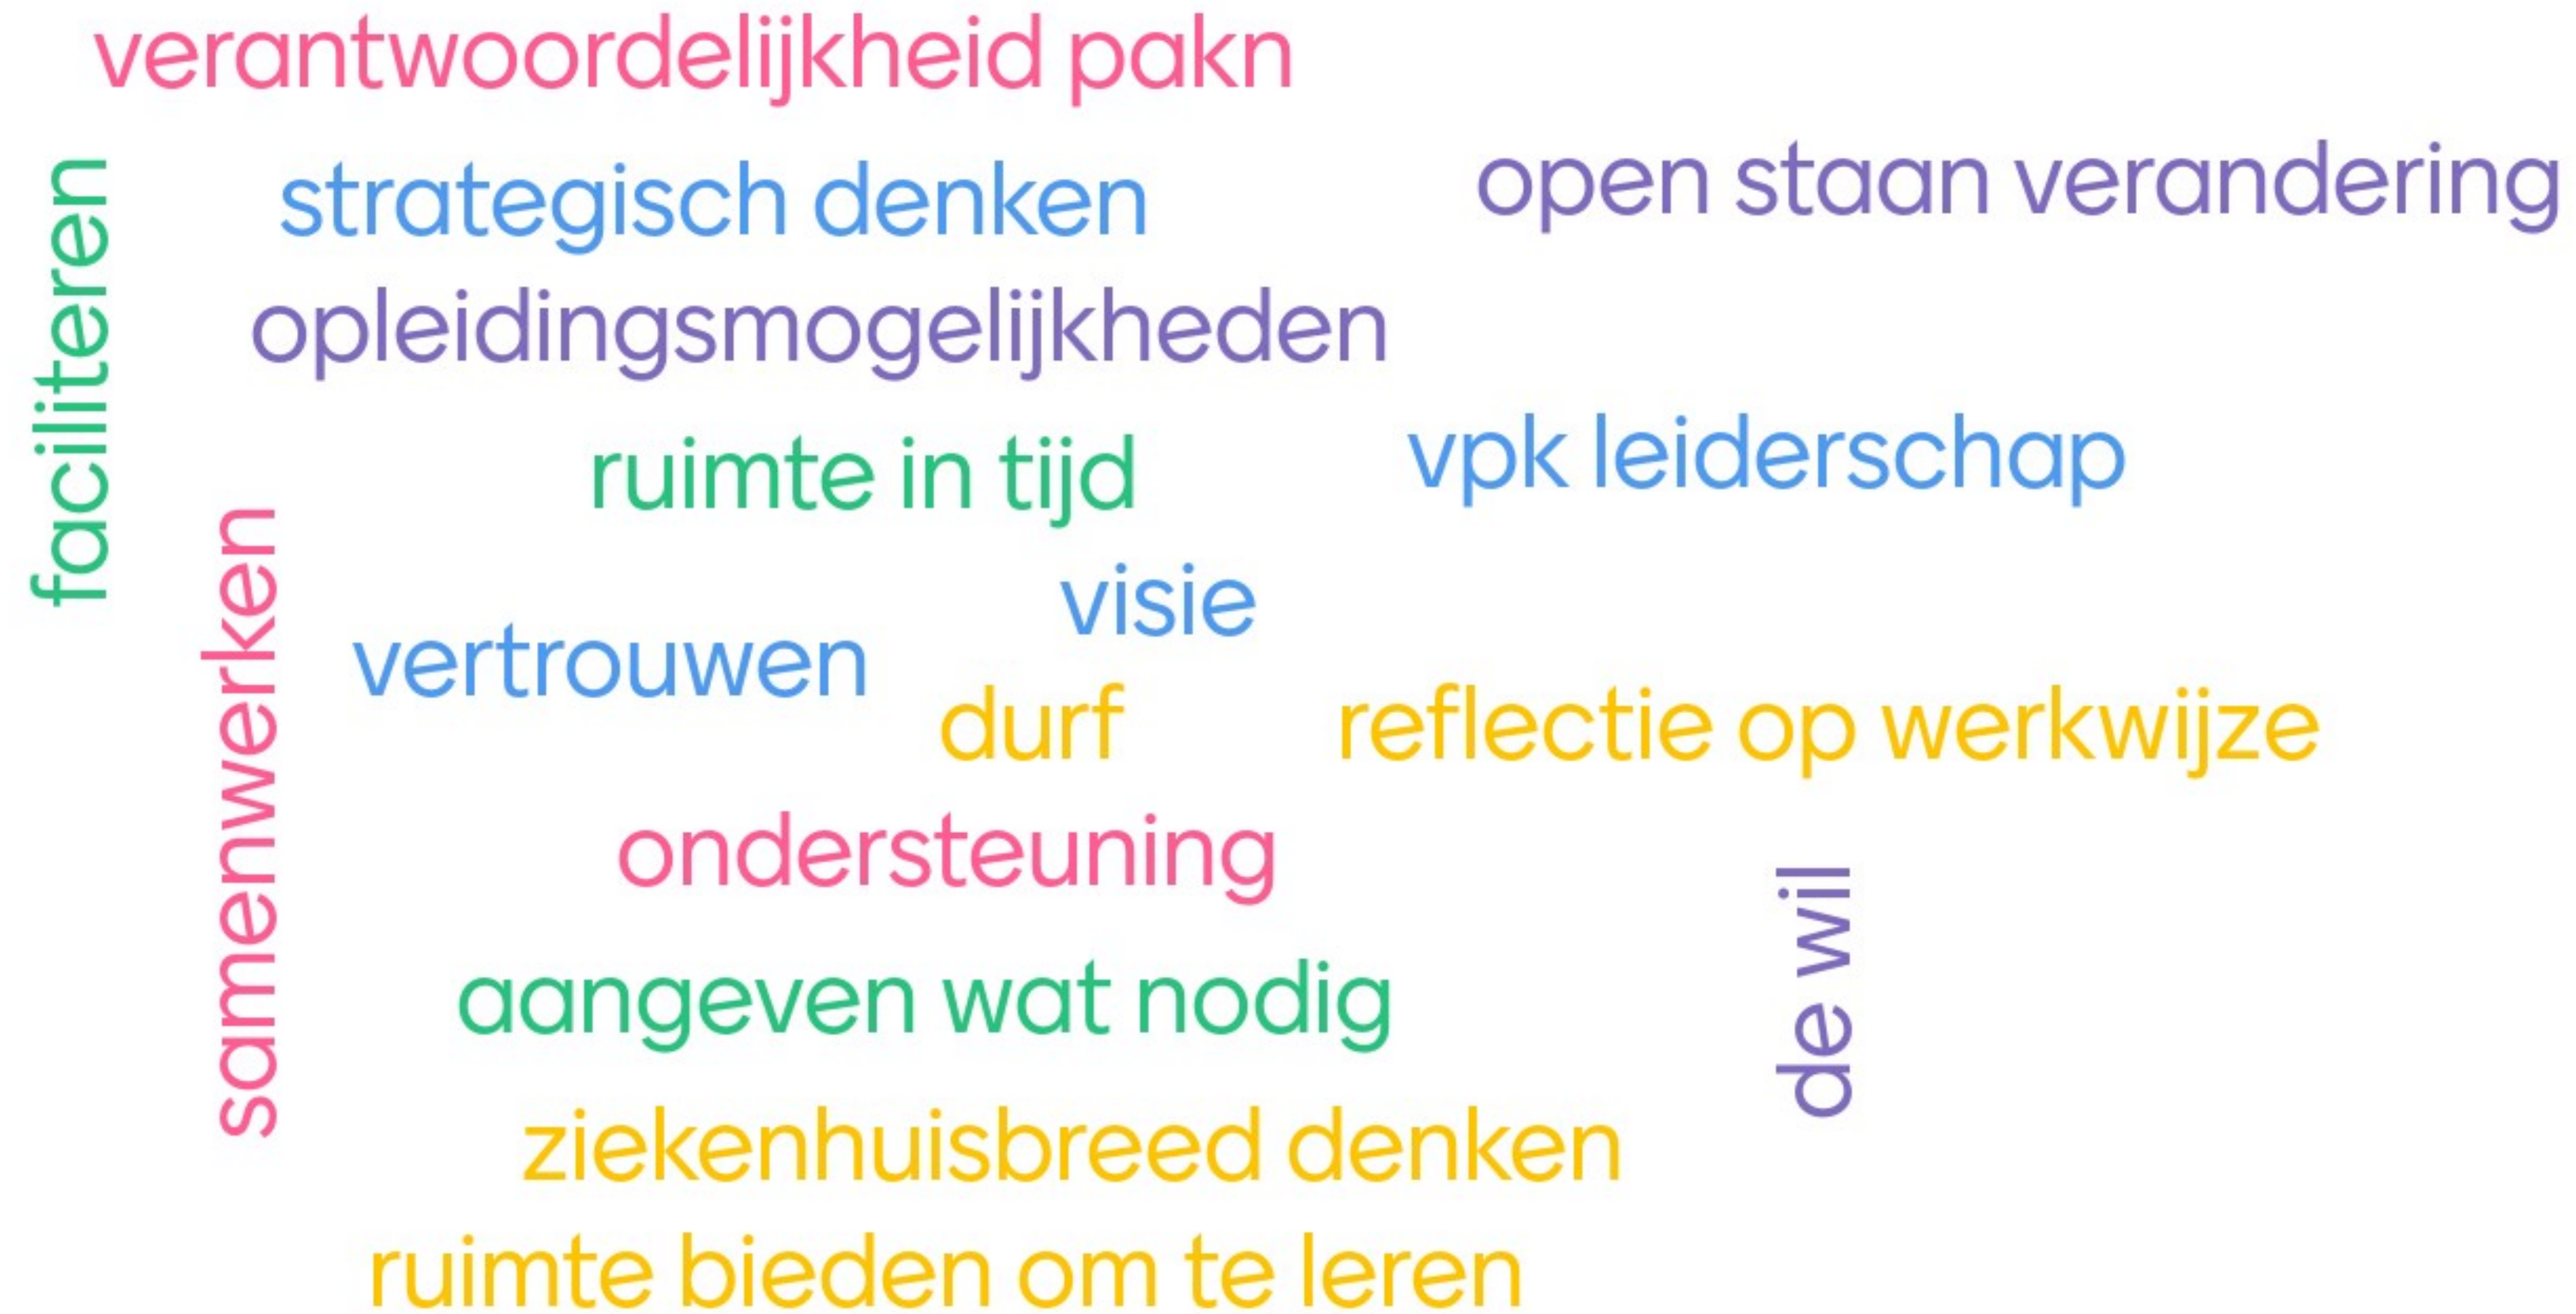 verantwoordelijkheid pakn
open staan verandering
strategisch denken
faciliteren
opleidingsmogelijkheden
vpk leiderschap
ruimte in tijd
visie
vertrouwen
samenwerken
durf
reflectie op werkwijze
ondersteuning
de wil
aangeven wat nodig
ziekenhuisbreed denken
ruimte bieden om te leren